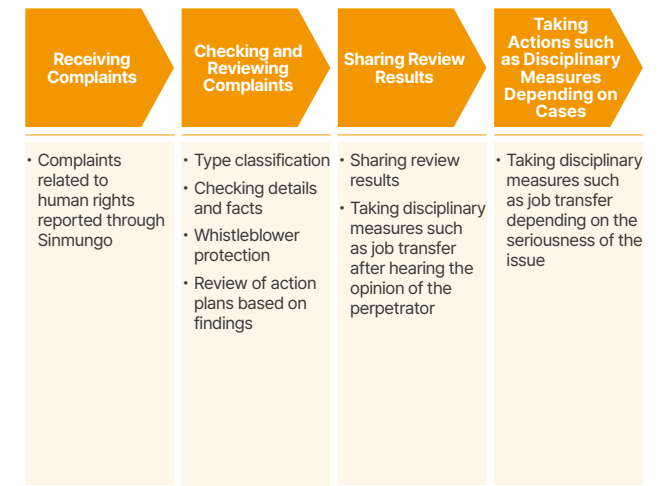 Receiving
Complaints
Checking and
Reviewing
Complaints
Sharing Review
Results
Taking
Actions such
as Disciplinary
Measures
Depending on
Cases
• Complaints
related to
human rights
reported through
Sinmungo
• Type classification
• Checking details
and facts
• Whistleblower
protection
• Review of action
plans based on
findings
• Sharing review
results
• Taking disciplinary
measures such
as job transfer
after hearing the
opinion of the
perpetrator
• Taking disciplinary
measures such
as job transfer
depending on the
seriousness of the
issue